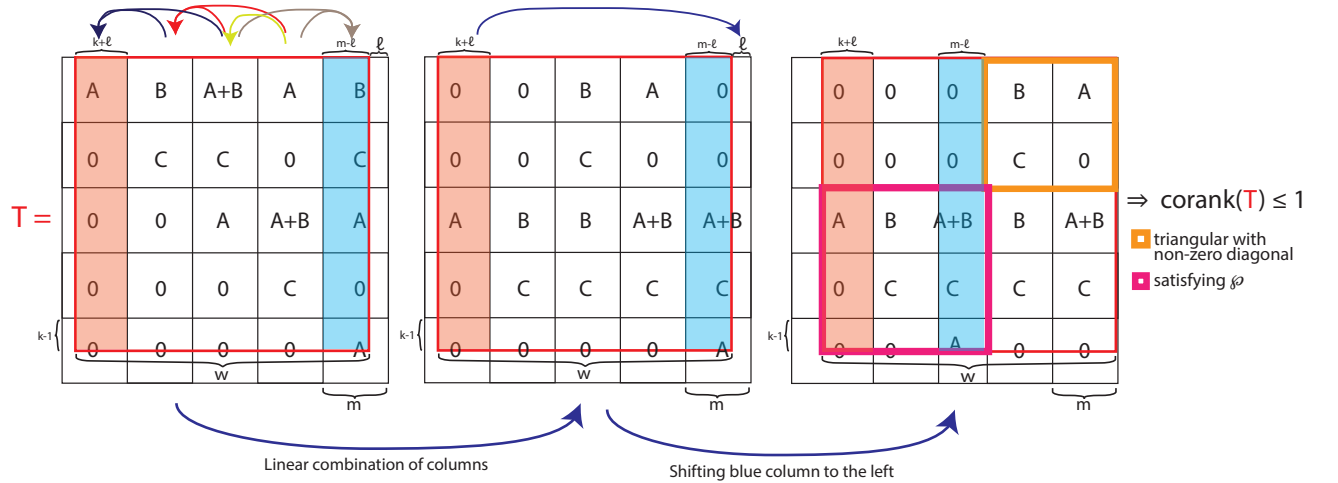 k+ℓ m-ℓ ℓ
A B A+B A B
0 C C 0 C
T = 0 0 A A+B A
0 0 0 C 0
k-1 0 0 0 0 A
w
m
k+ℓ m-ℓ ℓ
0 0 B A 0
0 0 C 0 0
A B B A+B A+B
0 C C C C
k-1 0 0 0 0 A
w
m
k+ℓ m-ℓ
0 0 0 B A
0 0 0 C 0
A B A+B B A+B
0 C C C C
k-1 0 0 A 0 0
w
m
⇒ corank(T) ≤ 1
triangular with
non-zero diagonal
satisfying ℘
Linear combination of columns
Shifting blue column to the left